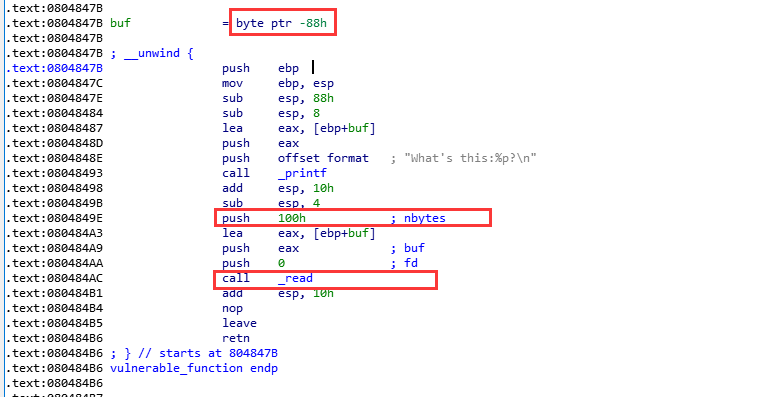 .text:0804847B
.text:0804847B buf = byte ptr -88h
.text:0804847B
.text:0804847B ; __unwind {
.text:0804847B push ebp
.text:0804847C mov ebp, esp
.text:0804847E sub esp, 88h
.text:08048484 sub esp, 8
.text:08048487 lea eax, [ebp+buf]
.text:0804848D push eax
.text:0804848E push offset format ; "What's this:%p?\n"
.text:08048493 call _printf
.text:08048498 add esp, 10h
.text:0804849B sub esp, 4
.text:0804849E push 100h ; nbytes
.text:080484A3 lea eax, [ebp+buf]
.text:080484A9 push eax ; buf
.text:080484AA push 0 ; fd
.text:080484AC call _read
.text:080484B1 add esp, 10h
.text:080484B4 nop
.text:080484B5 leave
.text:080484B6 retn
.text:080484B6 ; } // starts at 804847B
.text:080484B6 vulnerable_function endp
.text:080484B6